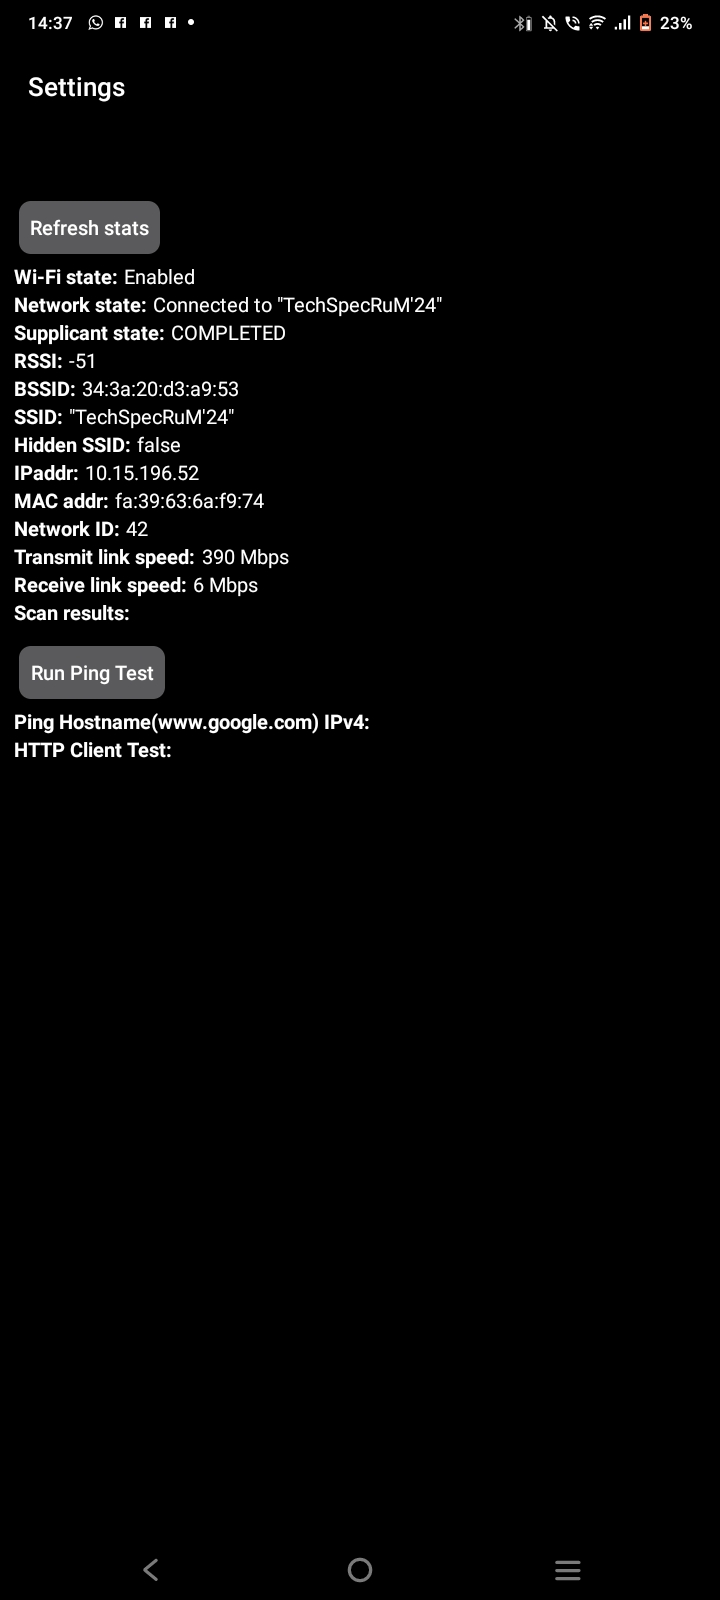 14:37
23%
Settings
Refresh stats
Wi-Fi state: Enabled
Network state: Connected to "TechSpecRuM'24"
Supplicant state: COMPLETED
RSSI: -51
BSSID: 34:3a:20:d3:a9:53
SSID: "TechSpecRuM'24"
Hidden SSID: false
IPaddr: 10.15.196.52
MAC addr: fa:39:63:6a:f9:74
Network ID: 42
Transmit link speed: 390 Mbps
Receive link speed: 6 Mbps
Scan results:
Run Ping Test
Ping Hostname(www.google.com) IPv4:
HTTP Client Test: